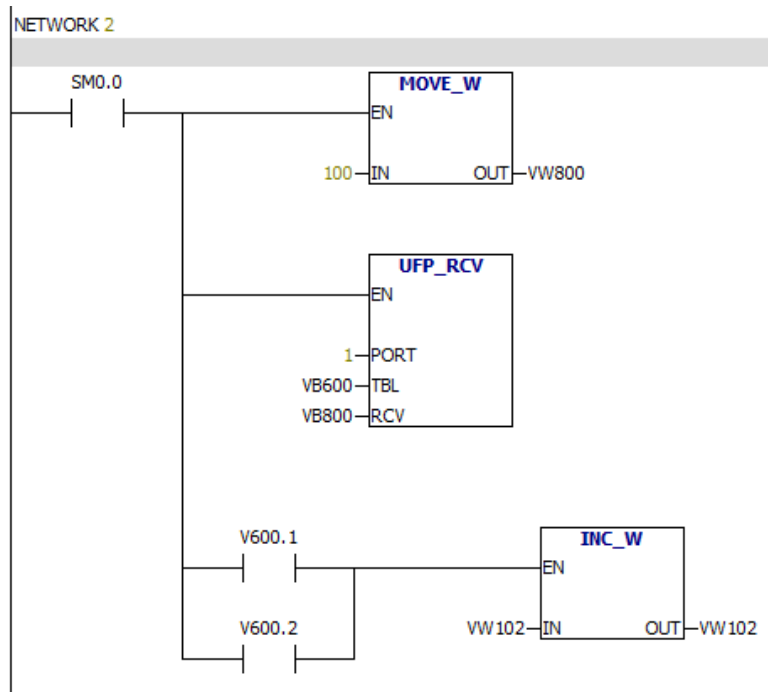 NETWORK 2
SM0.0
MOVE_W
EN
100 IN OUT VW800
UFP_RCV
EN
1 PORT
VB600 TBL
VB800 RCV
V600.1
INC_W
EN
V600.2
VW102 IN OUT VW102